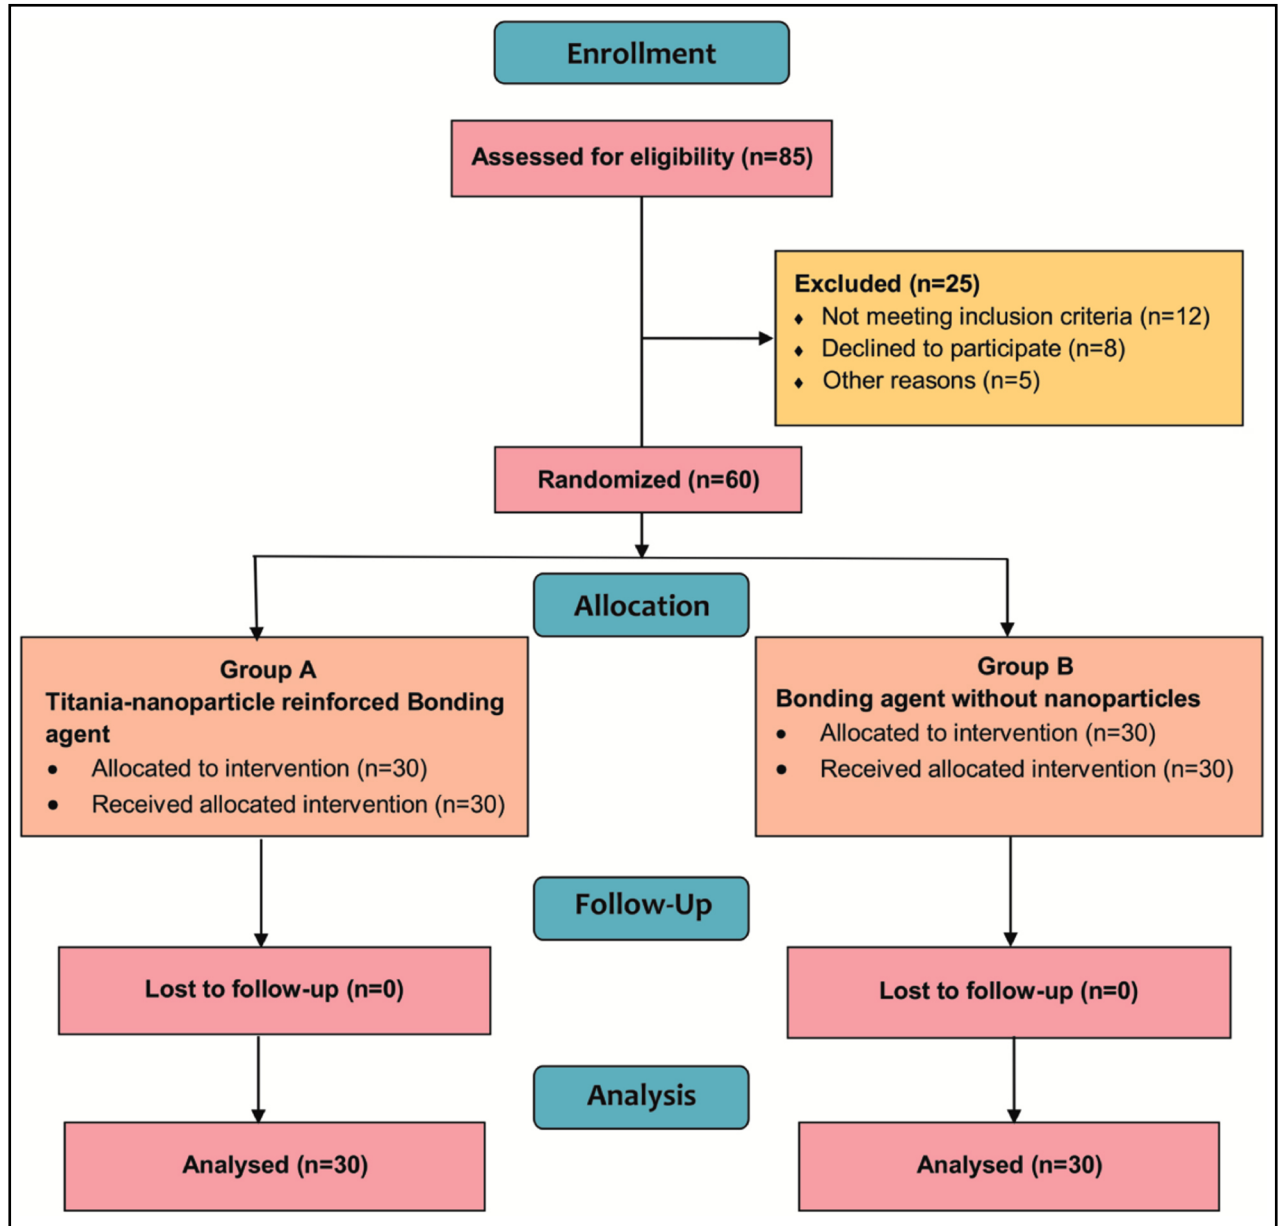 Enrollment
Assessed for eligibility (n=85)
Excluded (n=25)
♦ Not meeting inclusion criteria (n=12)
♦ Declined to participate (n=8)
♦ Other reasons (n=5)
Randomized (n=60)
Allocation
Group A
Titania-nanoparticle reinforced Bonding
agent
• Allocated to intervention (n=30)
• Received allocated intervention (n=30)
Group B
Bonding agent without nanoparticles
• Allocated to intervention (n=30)
• Received allocated intervention (n=30)
Follow-Up
Lost to follow-up (n=0)
Lost to follow-up (n=0)
Analysis
Analysed (n=30)
Analysed (n=30)